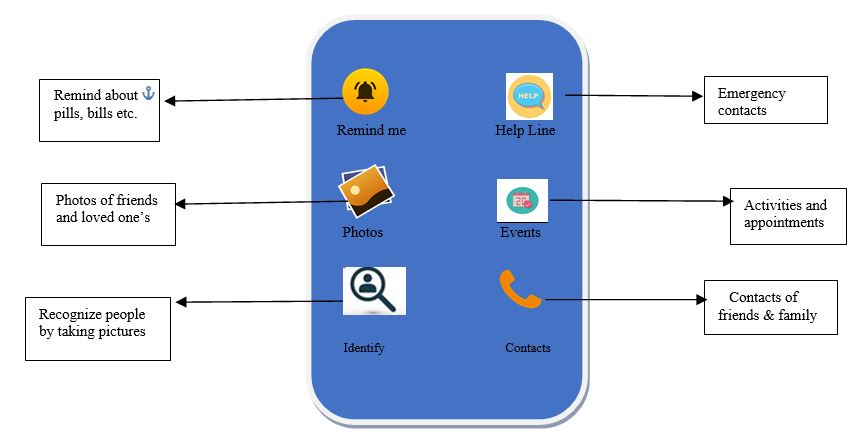 Remind about
pills, bills etc.
HELP
Emergency
contacts
Remind me
Help Line
Photos of friends
and loved one’s
Activities and
appointments
Photos
Events
Recognize people
by taking pictures
Contacts of
friends & family
Identify
Contacts